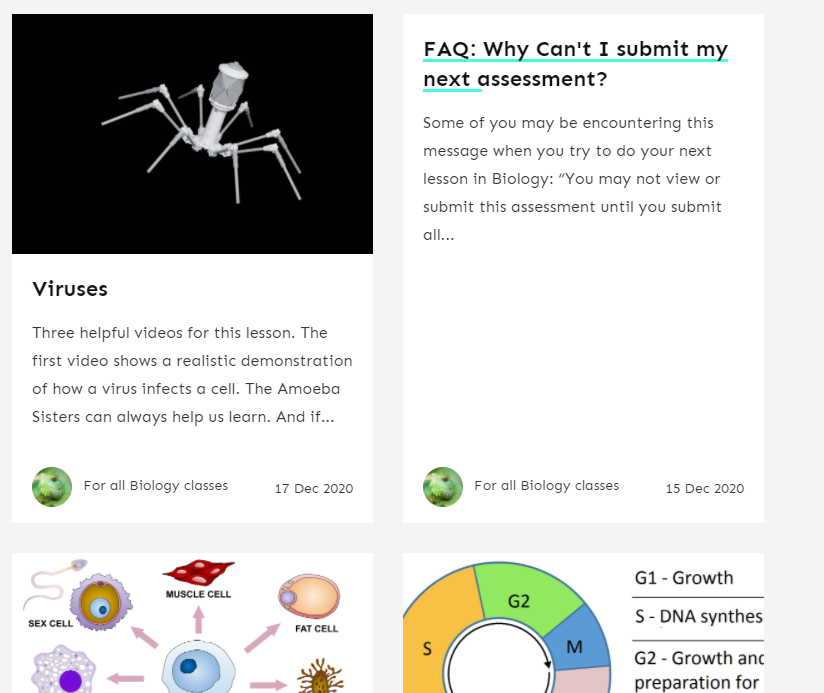 Viruses
Three helpful videos for this lesson. The
first video shows a realistic demonstration
of how a virus infects a cell. The Amoeba
Sisters can always help us learn. And if...
For all Biology classes
17 Dec 2020
FAQ: Why Can't I submit my
next assessment?
Some of you may be encountering this
message when you try to do your next
lesson in Biology: “You may not view or
submit this assessment until you submit
all...
For all Biology classes
15 Dec 2020
SEX CELL
MUSCLE CELL
FAT CELL
S
G2
M
G1 - Growth
S - DNA synthes
G2 - Growth and
preparation for